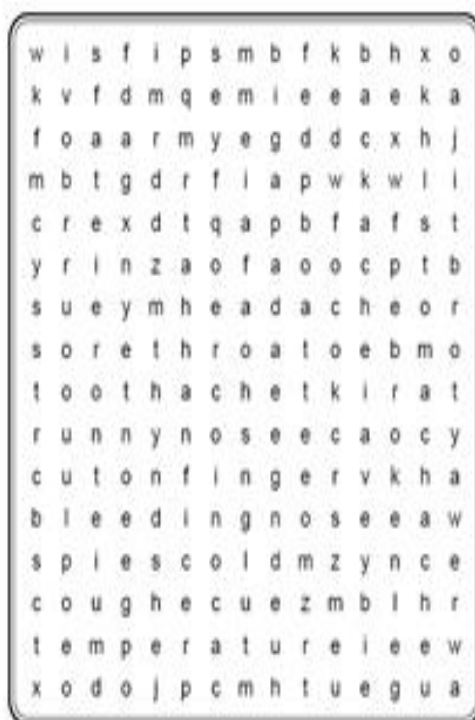 w i s f i p s m b f k b h x o
k v f d m q e m i e e a e k a
f o a a r m y e g d d c x h j
m b t g d r f i a p w k w l i
c r e x d t q a p b f a f s t
y r i n z a o f a o o c p t b
s u e y m h e a d a c h e o r
s o r e t h r o a t o e b m o
t o o t h a c h e t k i r a t
r u n n y n o s e e c a o c y
c u t o n f i n g e r v k h a
b l e e d i n g n o s e e a w
s p i e s c o l d m z y n c e
c o u g h e c u e z m b l h r
t e m p e r a t u r e i e e w
x o d o j p c m h t u e g u a